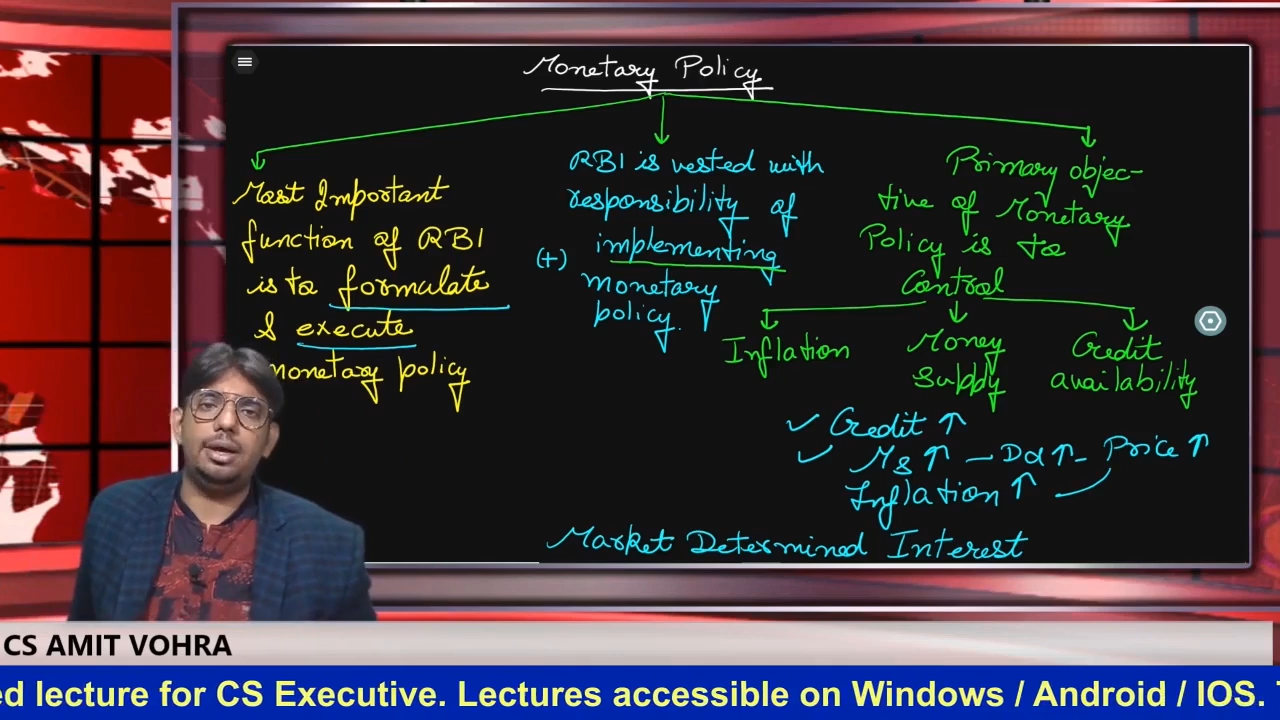 Monetary Policy
Most Important
function of RBI
is to formulate
& execute
monetary policy
RBI is vested with
responsibility of
(+) implementing
monetary
policy.
Primary objec-
tive of Monetary
Policy is to
Control
Inflation
Money
Supply
Credit
availability
✓ Credit ↑
✓ Ms ↑ – Dd ↑ – Price ↑
Inflation ↑
Market Determined Interest
CS AMIT VOHRA
ed lecture for CS Executive. Lectures accessible on Windows / Android / IOS.